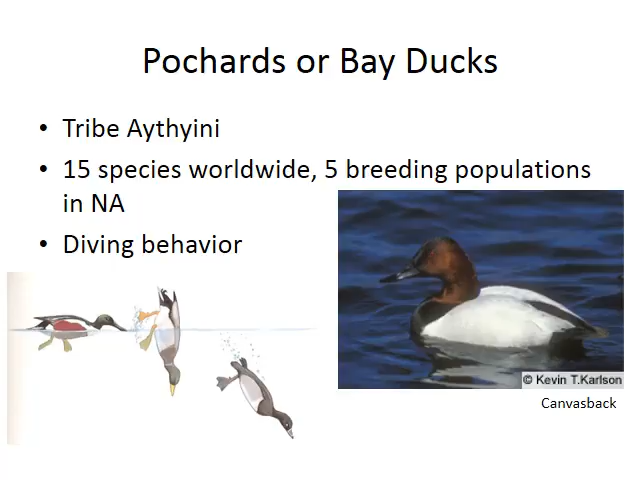 Pochards or Bay Ducks
• Tribe Aythyini
• 15 species worldwide, 5 breeding populations
in NA
• Diving behavior
© Kevin T.Karlson
Canvasback